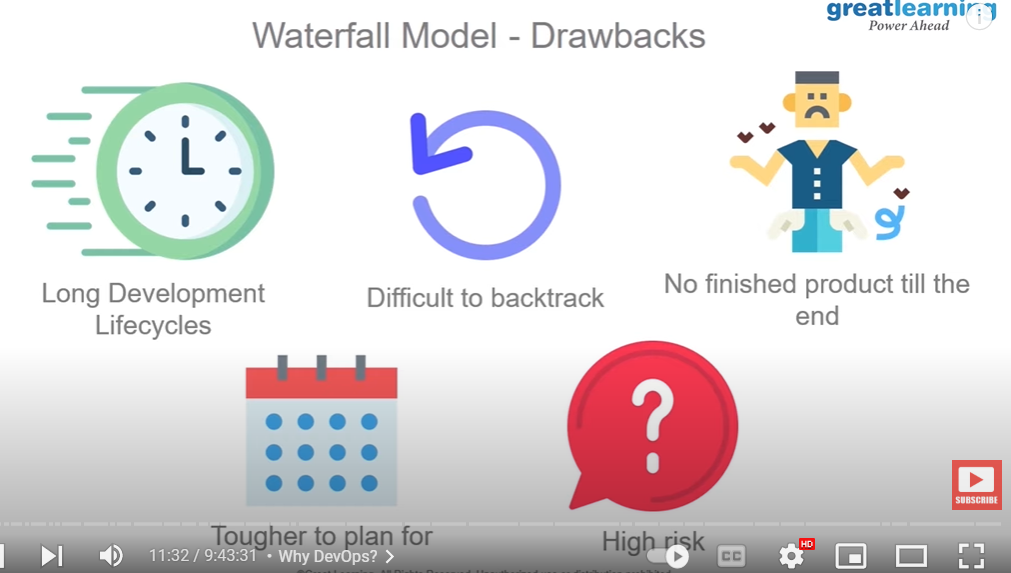 greatlearning
Power Ahead
Waterfall Model - Drawbacks
Long Development
Lifecycles
Difficult to backtrack
No finished product till the
end
?
SUBSCRIBE
Tougher to plan for
High risk
11:32 / 9:43:31 • Why DevOps? >
CC
HD